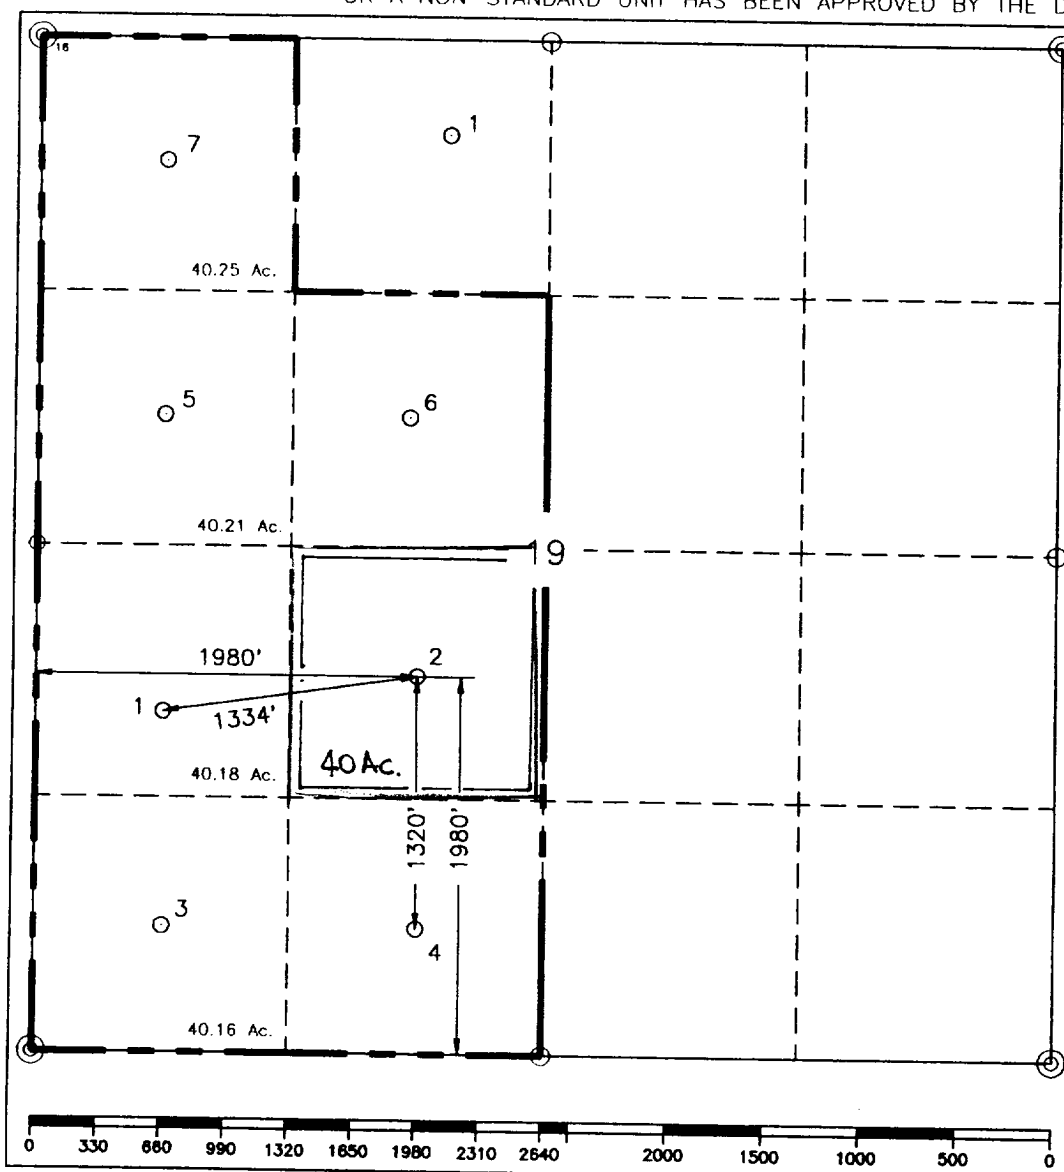 OR A NON-STANDARD UNIT HAS BEEN APPROVED BY THE
16
7
1
40.25 Ac.
5
6
40.21 Ac.
9
1980'
2
1
1334'
40 Ac.
40.18 Ac.
1320'
1980'
3
4
40.16 Ac.
0 330 660 990 1320 1650 1980 2310 2640 2000 1500 1000 500 0